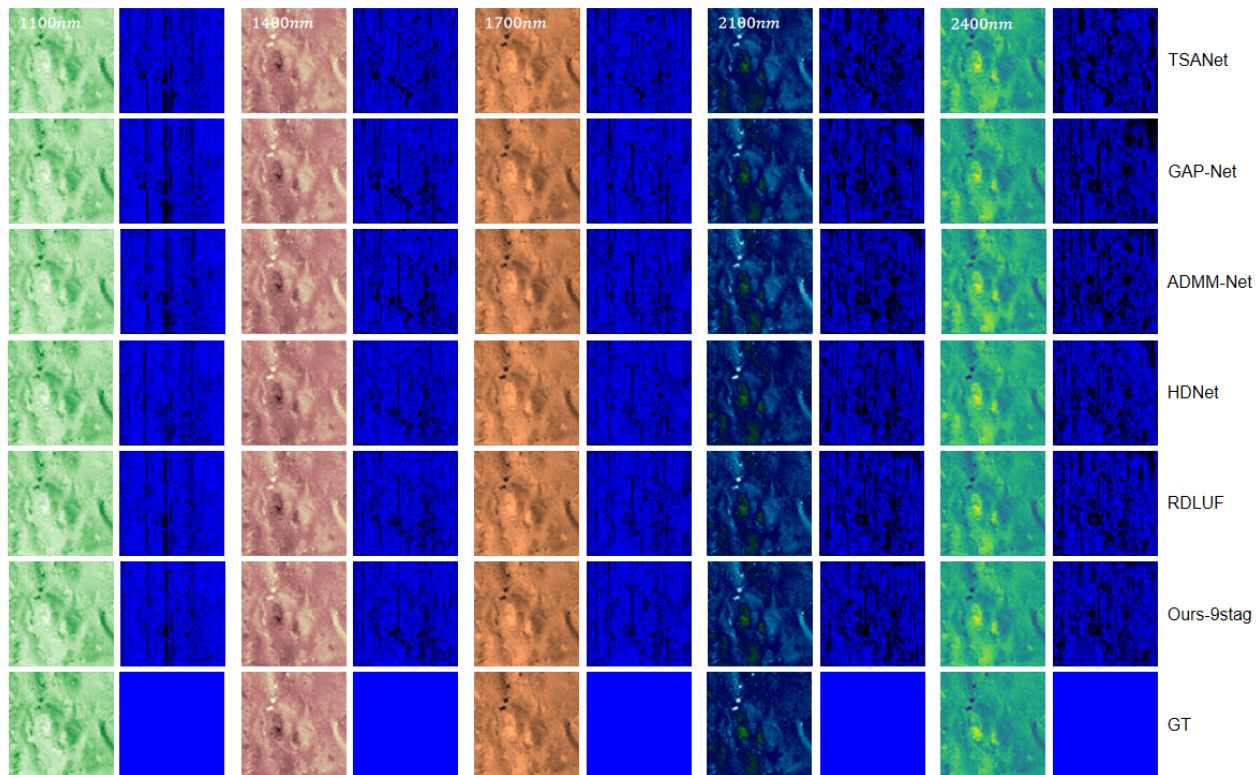 1100nm 1400nm 1700nm 2100nm 2400nm
TSANet
GAP-Net
ADMM-Net
HDNet
RDLUF
Ours-9stag
GT